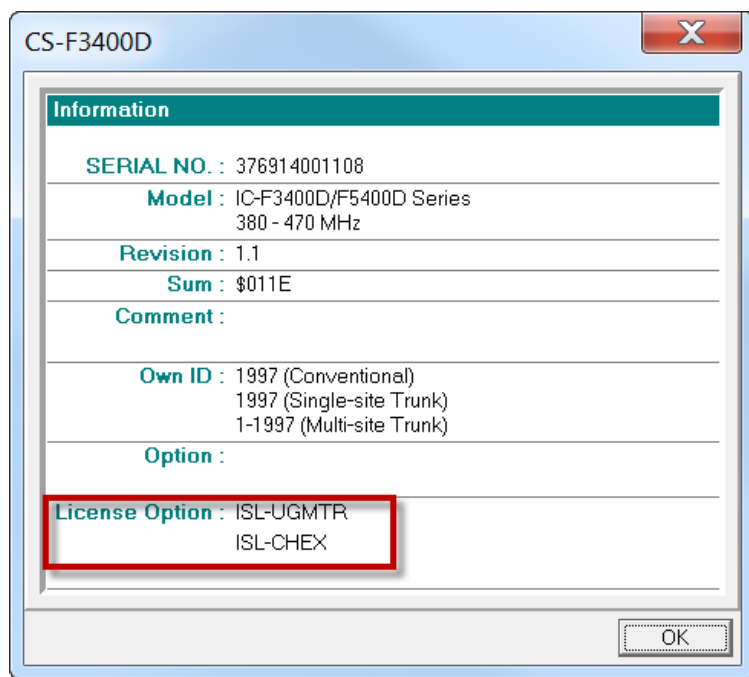 CS-F3400D
Information
SERIAL NO. : 376914001108
Model : IC-F3400D/F5400D Series
380 - 470 MHz
Revision : 1.1
Sum : $011E
Comment :
Own ID : 1997 (Conventional)
1997 (Single-site Trunk)
1-1997 (Multi-site Trunk)
Option :
License Option : ISL-UGMTR
ISL-CHEX
OK